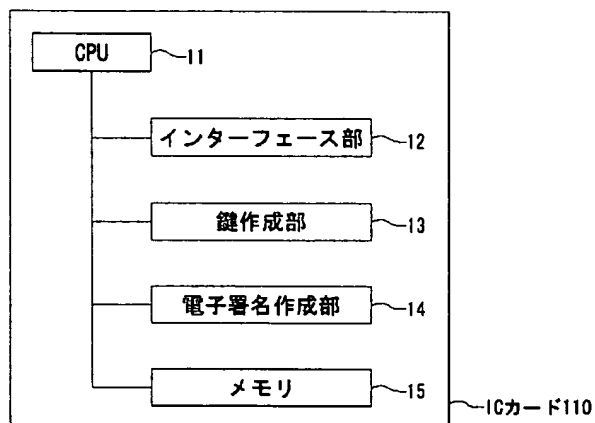 CPU 11
インターフェース部 12
鍵作成部 13
電子署名作成部 14
メモリ 15
ICカード110